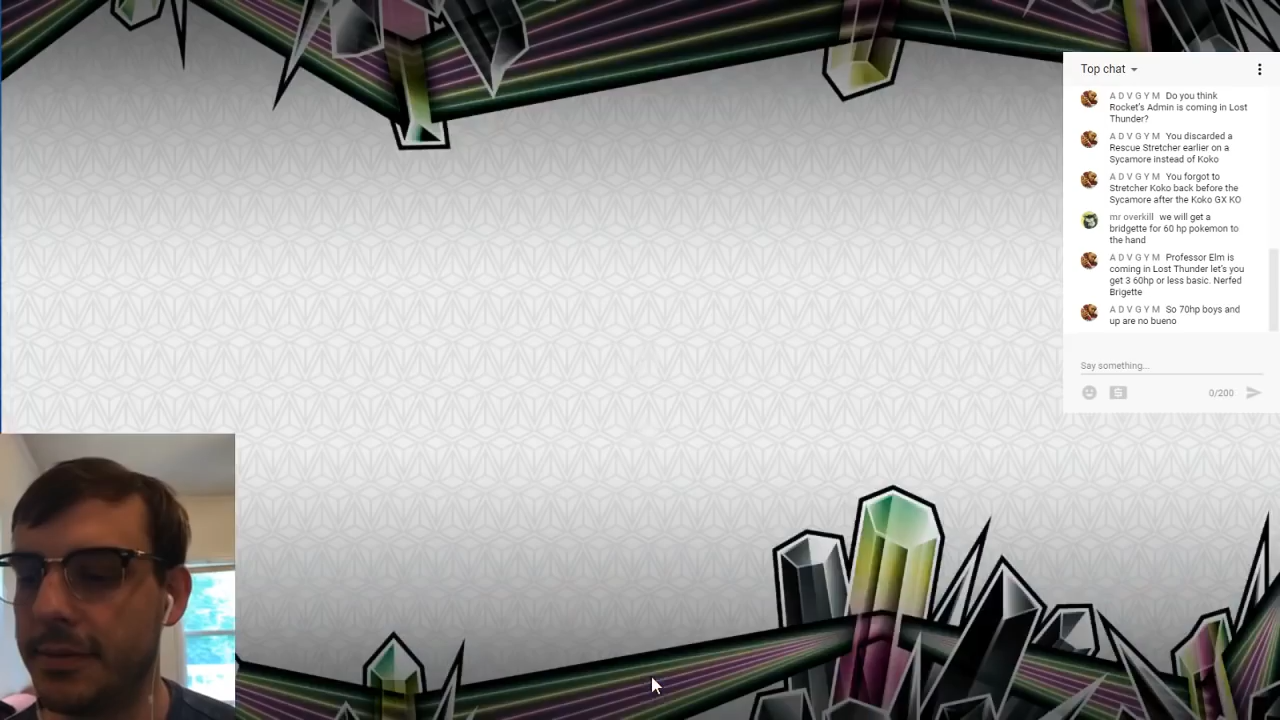 Top chat
A D V G Y M Do you think
Rocket's Admin is coming in Lost
Thunder?
A D V G Y M You discarded a
Rescue Stretcher earlier on a
Sycamore instead of Koko
A D V G Y M You forgot to
Stretcher Koko back before the
Sycamore after the Koko GX KO
mr overkill we will get a
bridgette for 60 hp pokemon to
the hand
A D V G Y M Professor Elm is
coming in Lost Thunder let's you
get 3 60hp or less basic. Nerfed
Brigette
A D V G Y M So 70hp boys and
up are no bueno
Say something...
0/200